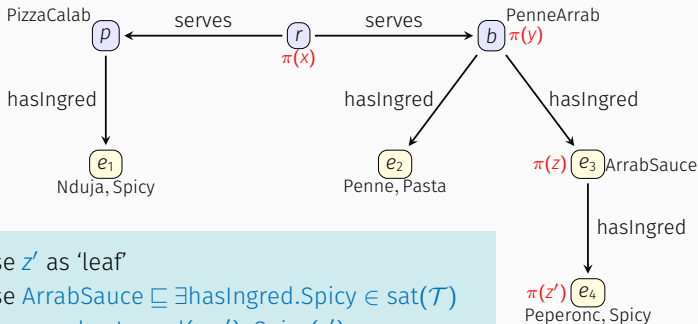 PizzaCalab PenneArrab
serves serves
p r b π(y)
π(x)
hasIngred hasIngred hasIngred
e1 e2 π(z) e3 ArrabSauce
Nduja, Spicy Penne, Pasta
hasIngred
se z′ as ‘leaf’
se ArrabSauce ⊑ ∃hasIngred.Spicy ∈ sat(𝒯)
π(z′) e4
Peperonc, Spicy